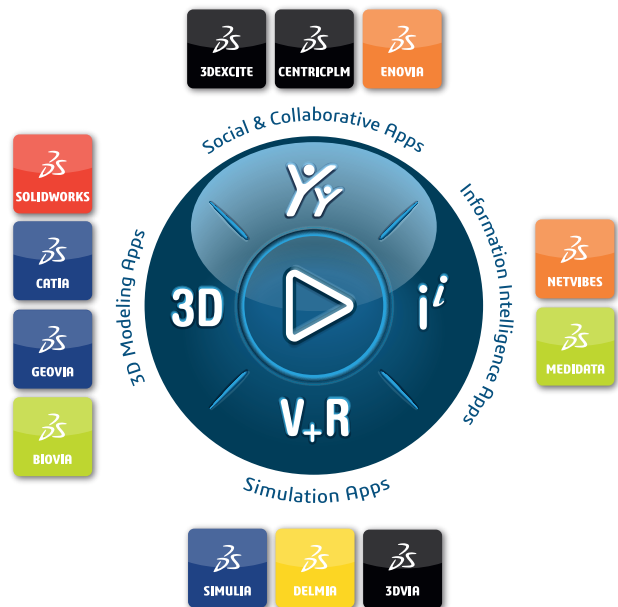 3DEXCITE
CENTRICPLM
ENOVIA
Social & Collaborative Apps
SOLIDWORKS
CATIA
GEOVIA
BIOVIA
3D Modeling Apps
3D
i i
V+R
Information Intelligence Apps
NETVIBES
MEDIDATA
Simulation Apps
SIMULIA
DELMIA
3DVIA